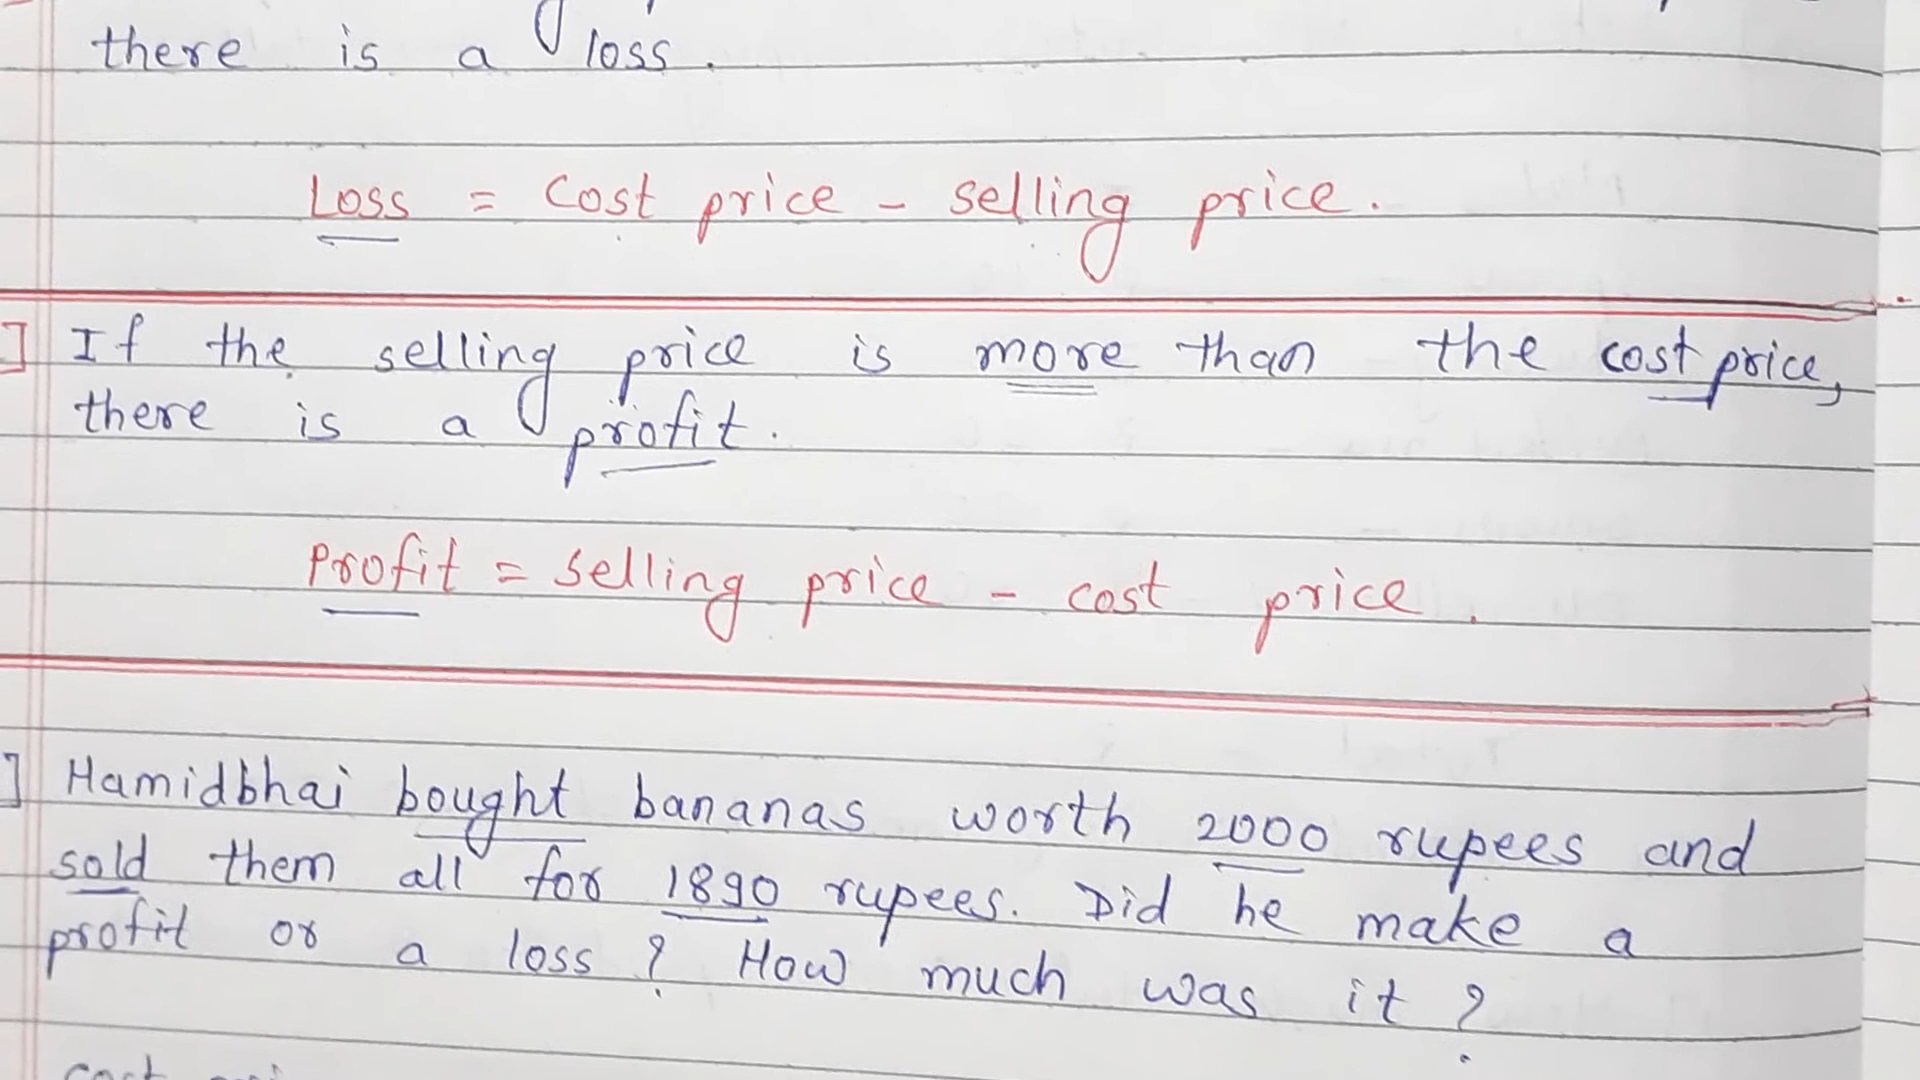 there is a loss.
Loss = Cost price - selling price.
] If the selling price is more than the cost price,
there is a profit.
Profit = selling price - cost price.
] Hamidbhai bought bananas worth 2000 rupees and
sold them all for 1890 rupees. Did he make a
profit or a loss? How much was it?
cost